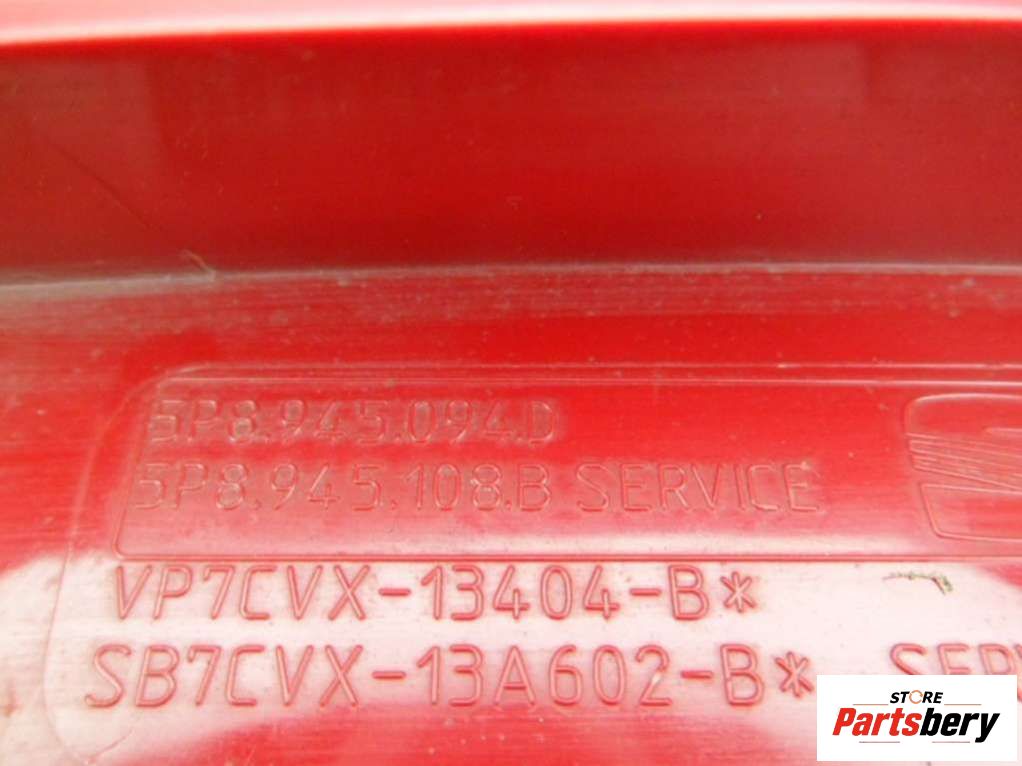 5P8.945.094.D
5P8.945.108.B SERVICE
VP7CVX-13404-B*
SB7CVX-13A602-B*
STORE
Partsbery